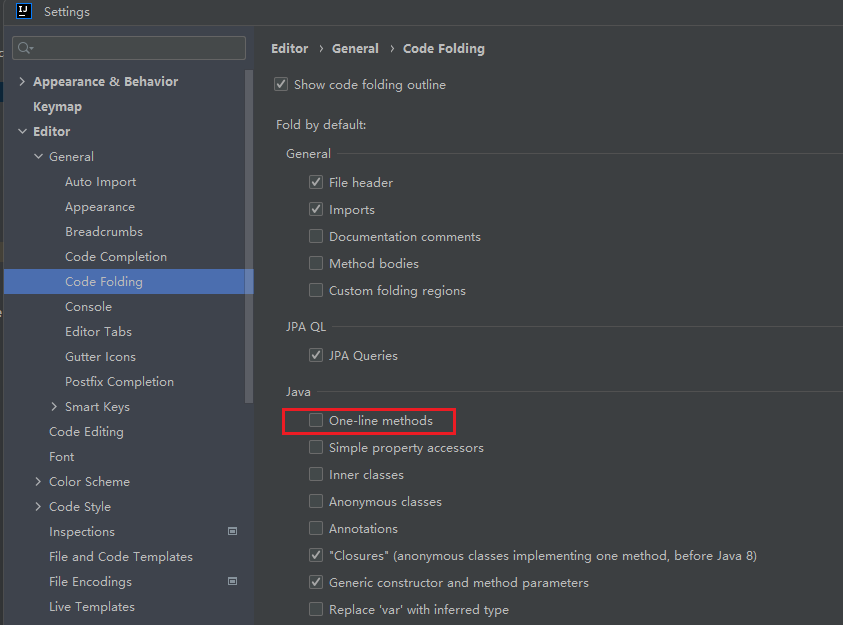 IJ
Settings
Appearance & Behavior
Keymap
Editor
General
Auto Import
Appearance
Breadcrumbs
Code Completion
Code Folding
Console
Editor Tabs
Gutter Icons
Postfix Completion
Smart Keys
Code Editing
Font
Color Scheme
Code Style
Inspections
File and Code Templates
File Encodings
Live Templates
Editor › General › Code Folding
Show code folding outline
Fold by default:
General
File header
Imports
Documentation comments
Method bodies
Custom folding regions
JPA QL
JPA Queries
Java
One-line methods
Simple property accessors
Inner classes
Anonymous classes
Annotations
"Closures" (anonymous classes implementing one method, before Java 8)
Generic constructor and method parameters
Replace 'var' with inferred type